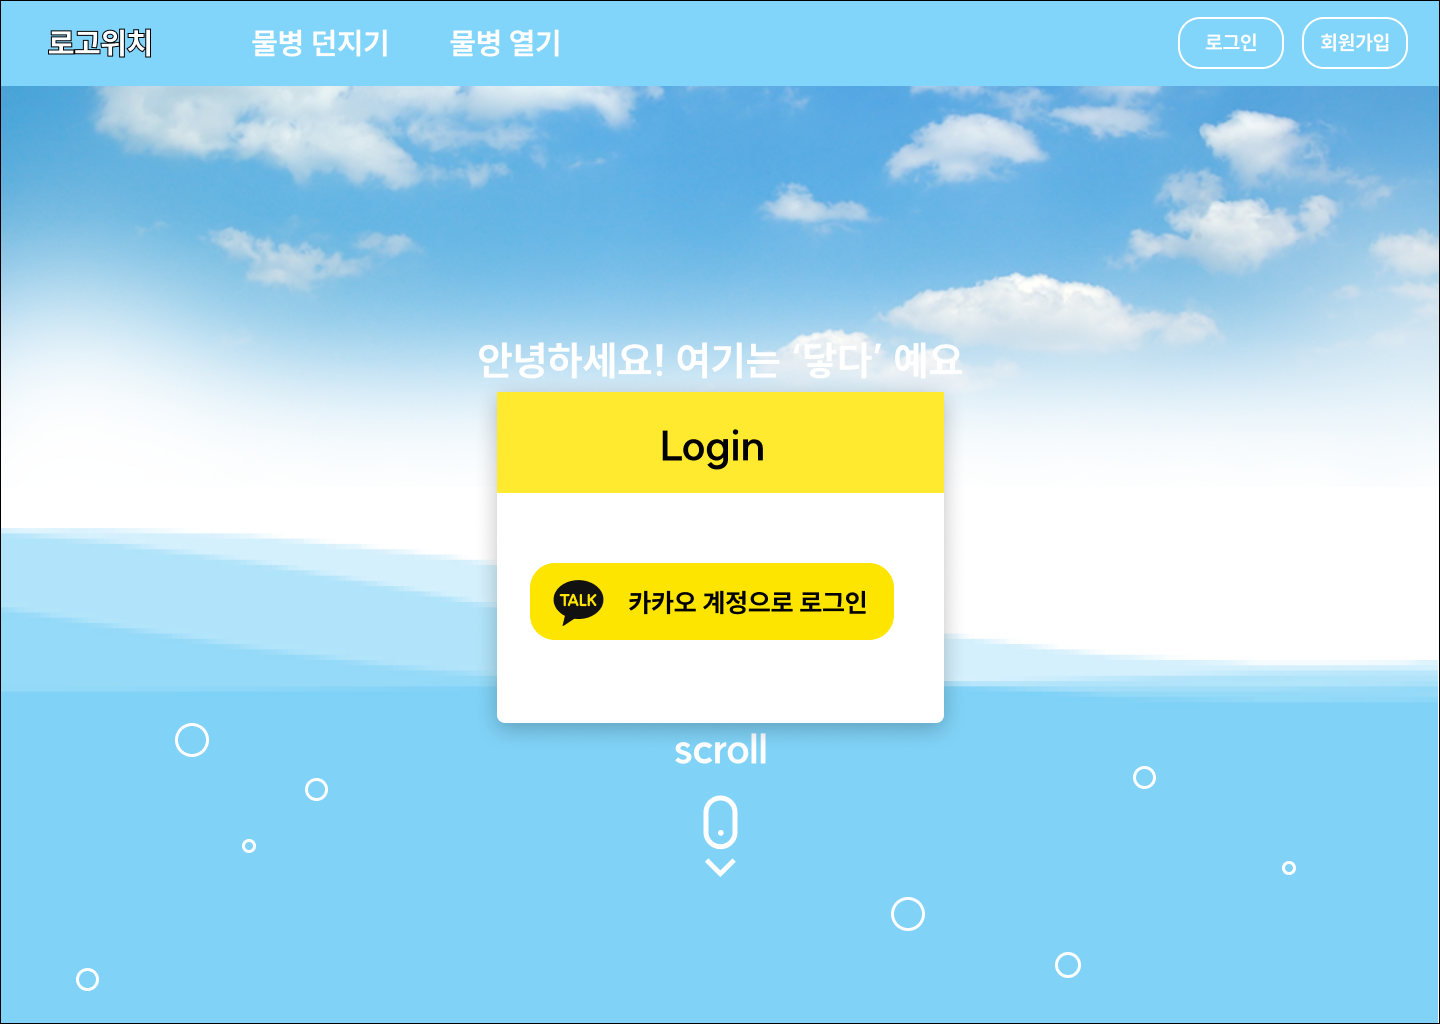 로고위치
물병 던지기
물병 열기
로그인
회원가입
안녕하세요! 여기는 ‘닿다’ 예요
Login
TALK
카카오 계정으로 로그인
scroll